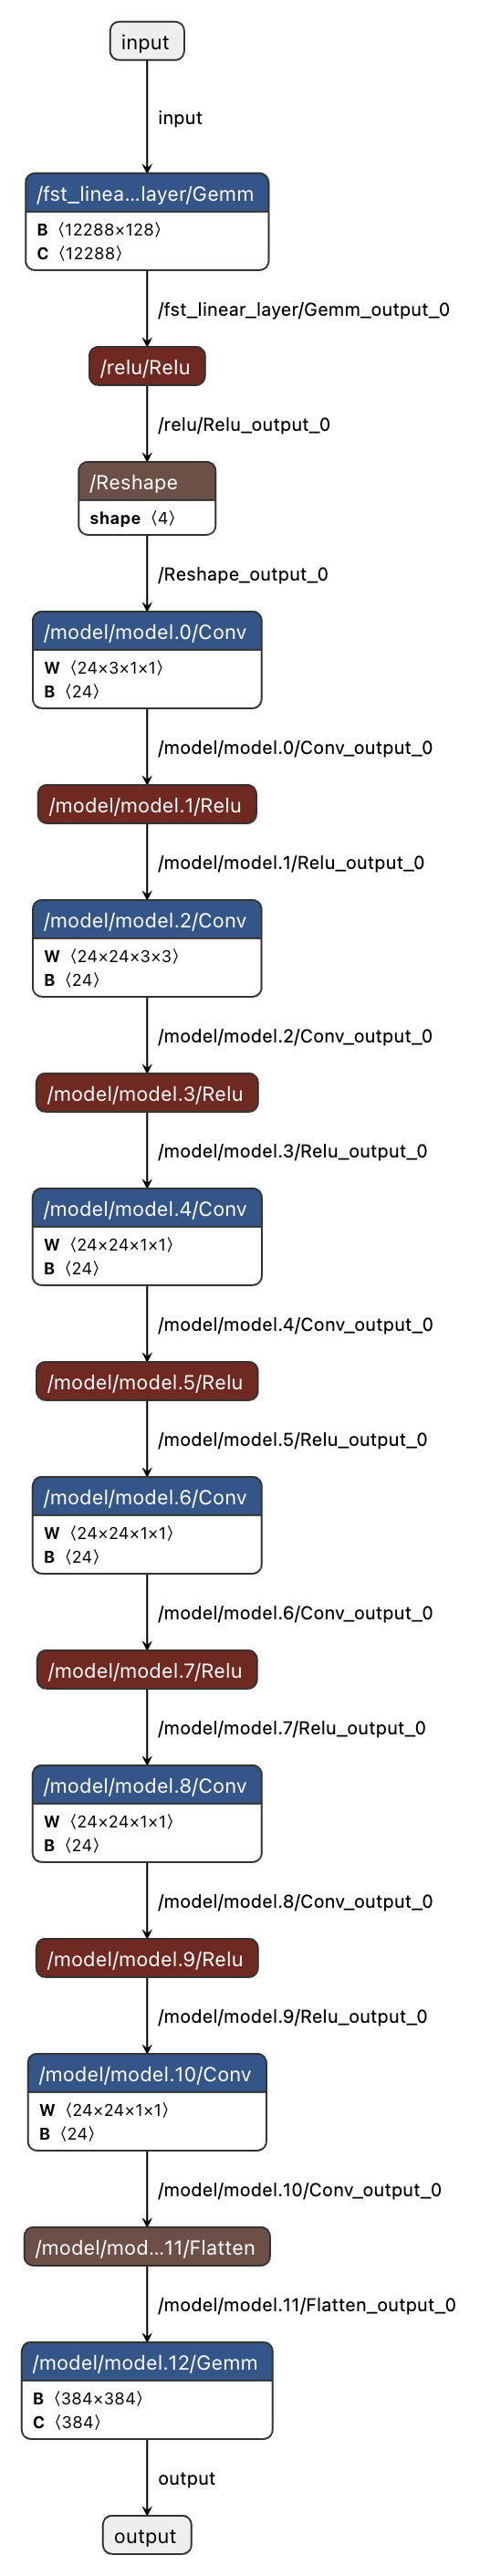 input
input
/fst_linea...layer/Gemm
B ⟨12288×128⟩
C ⟨12288⟩
/fst_linear_layer/Gemm_output_0
/relu/Relu
/relu/Relu_output_0
/Reshape
shape ⟨4⟩
/Reshape_output_0
/model/model.0/Conv
W ⟨24×3×1×1⟩
B ⟨24⟩
/model/model.0/Conv_output_0
/model/model.1/Relu
/model/model.1/Relu_output_0
/model/model.2/Conv
W ⟨24×24×3×3⟩
B ⟨24⟩
/model/model.2/Conv_output_0
/model/model.3/Relu
/model/model.3/Relu_output_0
/model/model.4/Conv
W ⟨24×24×1×1⟩
B ⟨24⟩
/model/model.4/Conv_output_0
/model/model.5/Relu
/model/model.5/Relu_output_0
/model/model.6/Conv
W ⟨24×24×1×1⟩
B ⟨24⟩
/model/model.6/Conv_output_0
/model/model.7/Relu
/model/model.7/Relu_output_0
/model/model.8/Conv
W ⟨24×24×1×1⟩
B ⟨24⟩
/model/model.8/Conv_output_0
/model/model.9/Relu
/model/model.9/Relu_output_0
/model/model.10/Conv
W ⟨24×24×1×1⟩
B ⟨24⟩
/model/model.10/Conv_output_0
/model/mod...11/Flatten
/model/model.11/Flatten_output_0
/model/model.12/Gemm
B ⟨384×384⟩
C ⟨384⟩
output
output